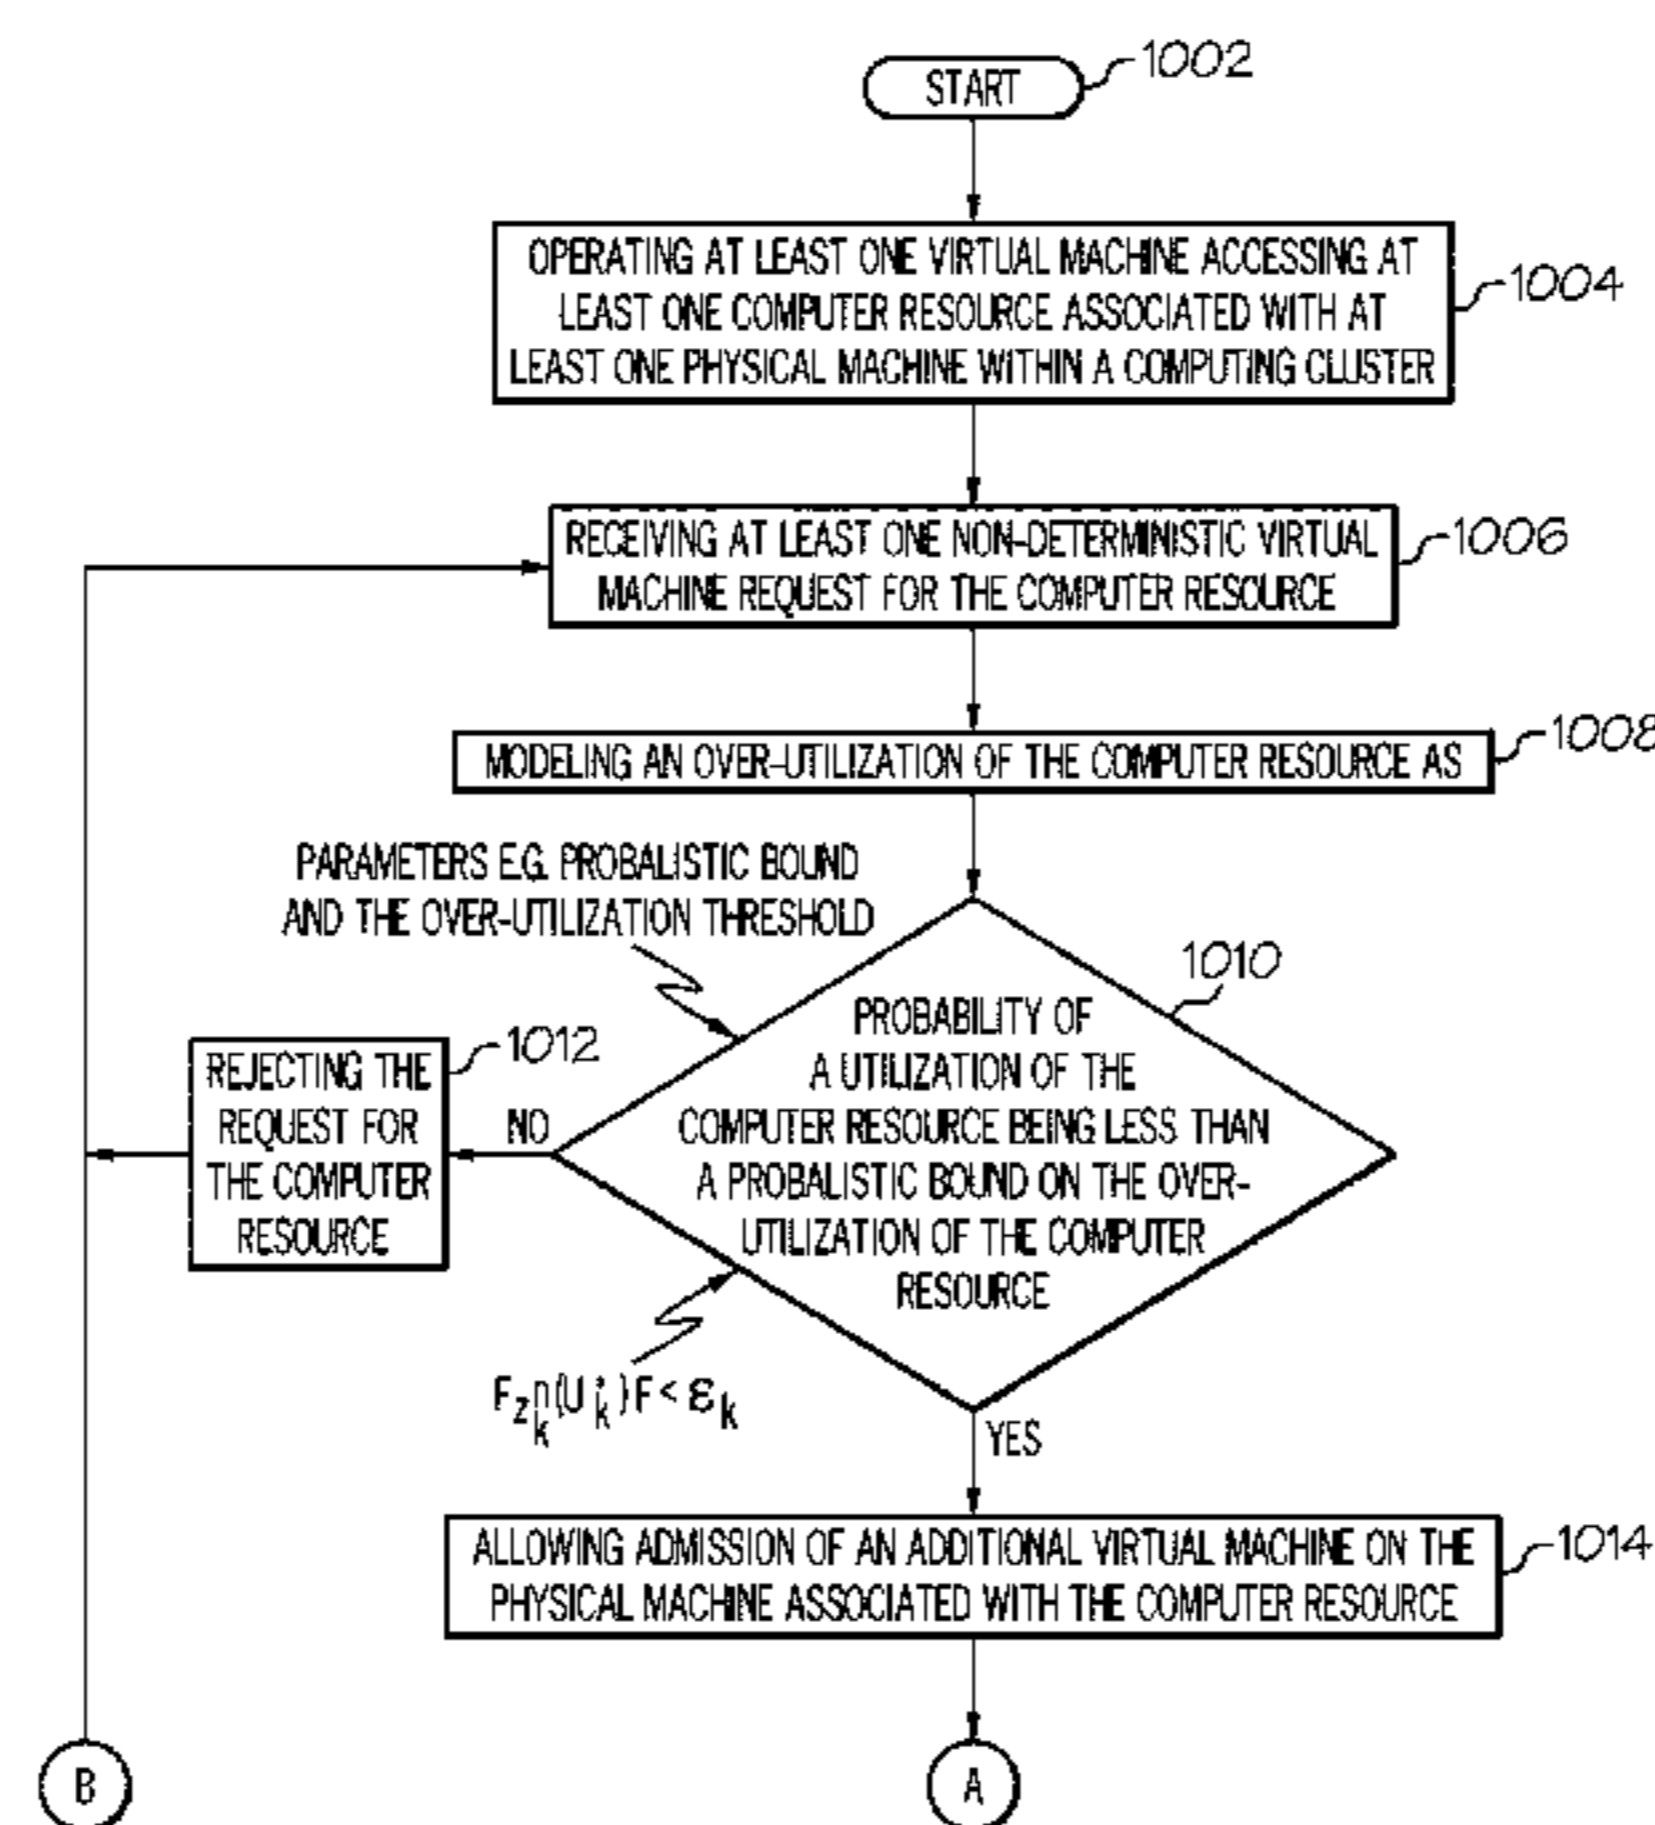 START
1002
OPERATING AT LEAST ONE VIRTUAL MACHINE ACCESSING AT
LEAST ONE COMPUTER RESOURCE ASSOCIATED WITH AT
LEAST ONE PHYSICAL MACHINE WITHIN A COMPUTING CLUSTER
1004
RECEIVING AT LEAST ONE NON-DETERMINISTIC VIRTUAL
MACHINE REQUEST FOR THE COMPUTER RESOURCE
1006
MODELING AN OVER-UTILIZATION OF THE COMPUTER RESOURCE AS
1008
PARAMETERS E.G. PROBALISTIC BOUND
AND THE OVER-UTILIZATION THRESHOLD
1010
PROBABILITY OF
A UTILIZATION OF THE
COMPUTER RESOURCE BEING LESS THAN
A PROBALISTIC BOUND ON THE OVER-
UTILIZATION OF THE COMPUTER
RESOURCE
NO
1012
REJECTING THE
REQUEST FOR
THE COMPUTER
RESOURCE
F z n k (U * k ) F < ε k
YES
ALLOWING ADMISSION OF AN ADDITIONAL VIRTUAL MACHINE ON THE
PHYSICAL MACHINE ASSOCIATED WITH THE COMPUTER RESOURCE
1014
B
A